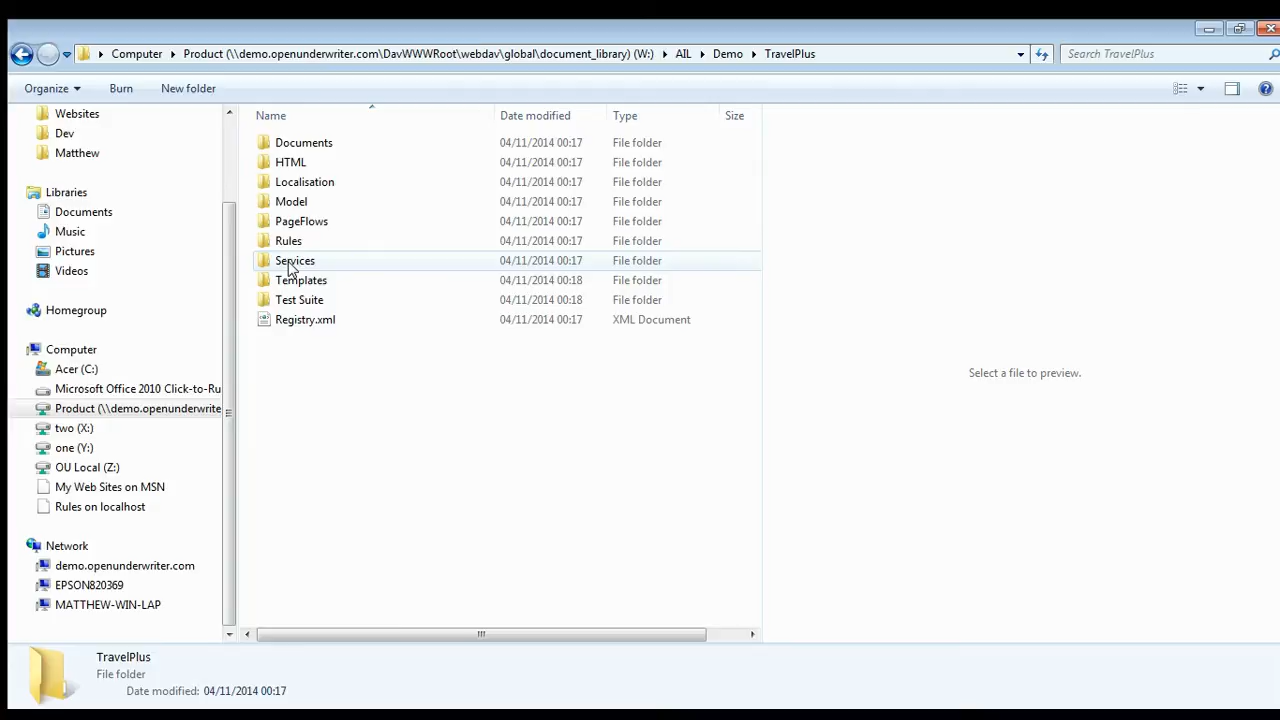 Computer Product (\\demo.openunderwriter.com\DavWWWRoot\webdav\global\document_library) (W:) AIL Demo TravelPlus Search TravelPlus
Organize Burn New folder
Name Date modified Type Size
Websites
Dev
Matthew
Libraries
Documents
Music
Pictures
Videos
Homegroup
Computer
Acer (C:)
Microsoft Office 2010 Click-to-Ru
Product (\\demo.openunderwrite
two (X:)
one (Y:)
OU Local (Z:)
My Web Sites on MSN
Rules on localhost
Network
demo.openunderwriter.com
EPSON820369
MATTHEW-WIN-LAP
Documents 04/11/2014 00:17 File folder
HTML 04/11/2014 00:17 File folder
Localisation 04/11/2014 00:17 File folder
Model 04/11/2014 00:17 File folder
PageFlows 04/11/2014 00:17 File folder
Rules 04/11/2014 00:17 File folder
Services 04/11/2014 00:17 File folder
Templates 04/11/2014 00:18 File folder
Test Suite 04/11/2014 00:18 File folder
Registry.xml 04/11/2014 00:17 XML Document
Select a file to preview.
TravelPlus
File folder
Date modified: 04/11/2014 00:17